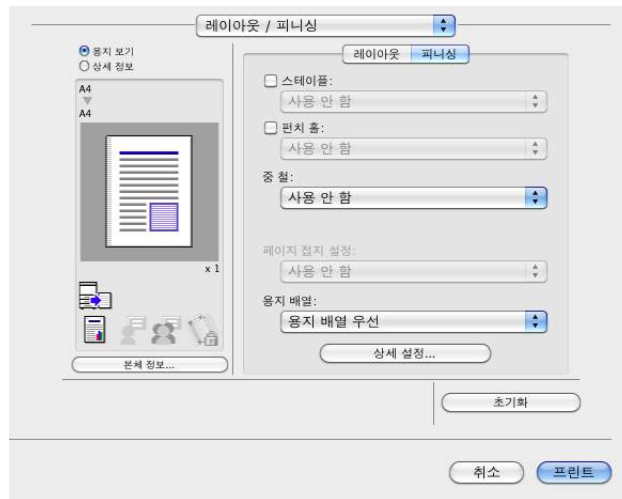 레이아웃 / 피니싱
용지 보기
상세 정보
A4
A4
x 1
본체 정보...
레이아웃 피니싱
스테이플:
사용 안 함
펀치 홀:
사용 안 함
중 철:
사용 안 함
페이지 접지 설정:
사용 안 함
용지 배열:
용지 배열 우선
상세 설정...
초기화
취소 프린트